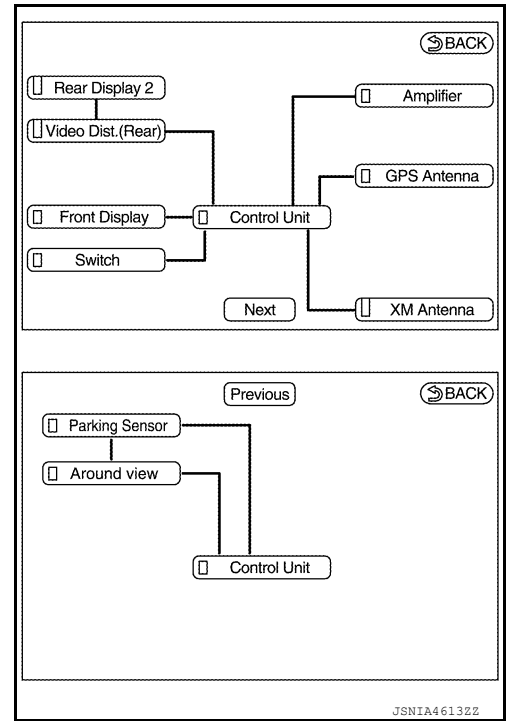 BACK
Rear Display 2
Amplifier
Video Dist.(Rear)
GPS Antenna
Front Display
Control Unit
Switch
Next
XM Antenna
Previous
BACK
Parking Sensor
Around view
Control Unit
JSNIA4613ZZ